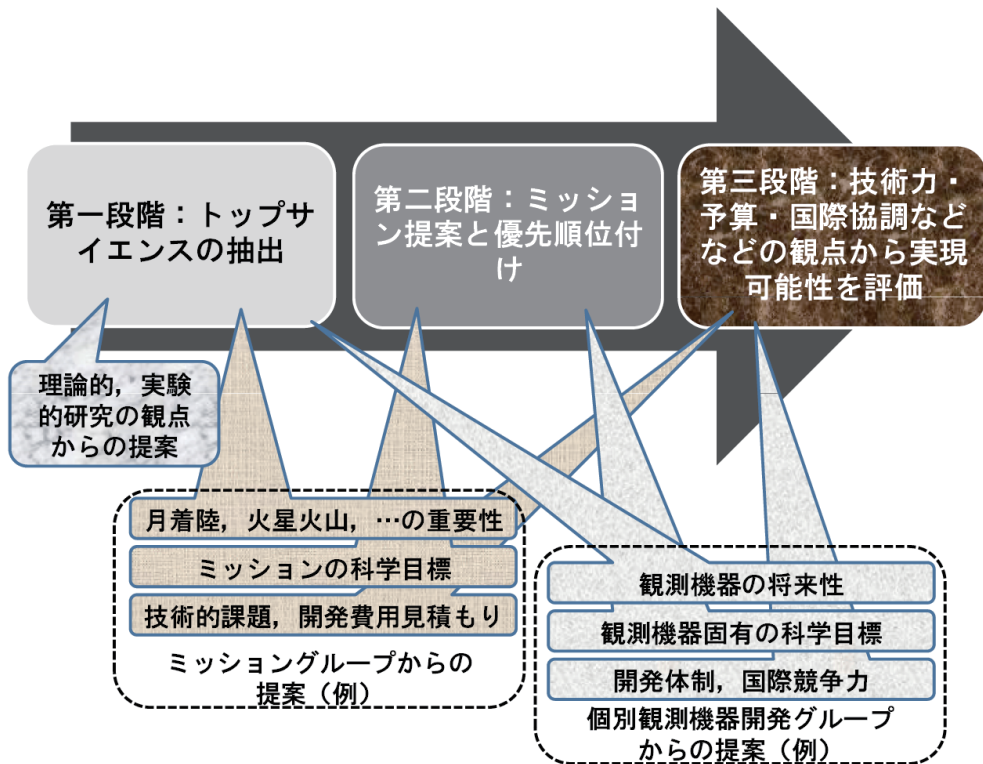 第一段階：トップサ
イエンスの抽出
第二段階：ミッショ
ン提案と優先順位付
け
第三段階：技術力・
予算・国際協調など
などの観点から実現
可能性を評価
理論的，実験
的研究の観点
からの提案
月着陸，火星火山，…の重要性
ミッションの科学目標
技術的課題，開発費用見積もり
ミッショングループからの
提案（例）
観測機器の将来性
観測機器固有の科学目標
開発体制，国際競争力
個別観測機器開発グループ
からの提案（例）